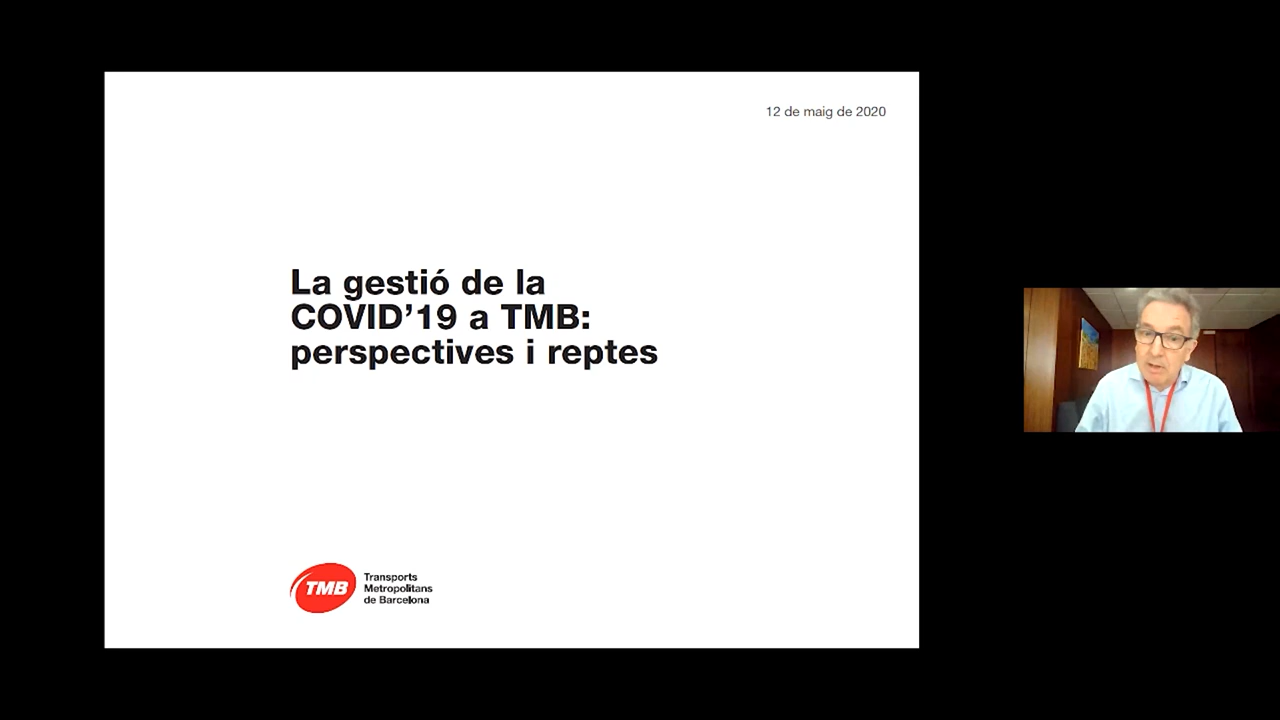 12 de maig de 2020
La gestió de la
COVID’19 a TMB:
perspectives i reptes
TMB
Transports
Metropolitans
de Barcelona